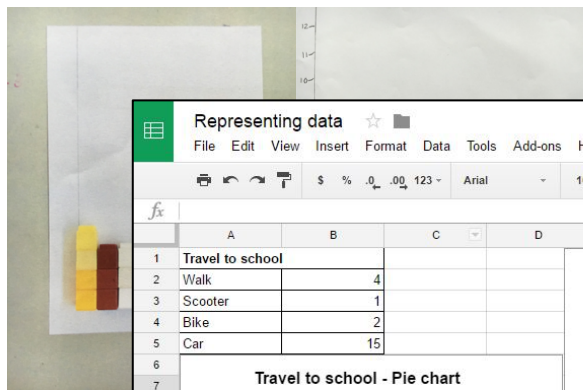 12
11
10
Representing data
File Edit View Insert Format Data Tools Add-ons H
$ % .0 .00 123 Arial
fx
A B C D
1 Travel to school
2 Walk 4
3 Scooter 1
4 Bike 2
5 Car 15
6
7
Travel to school - Pie chart